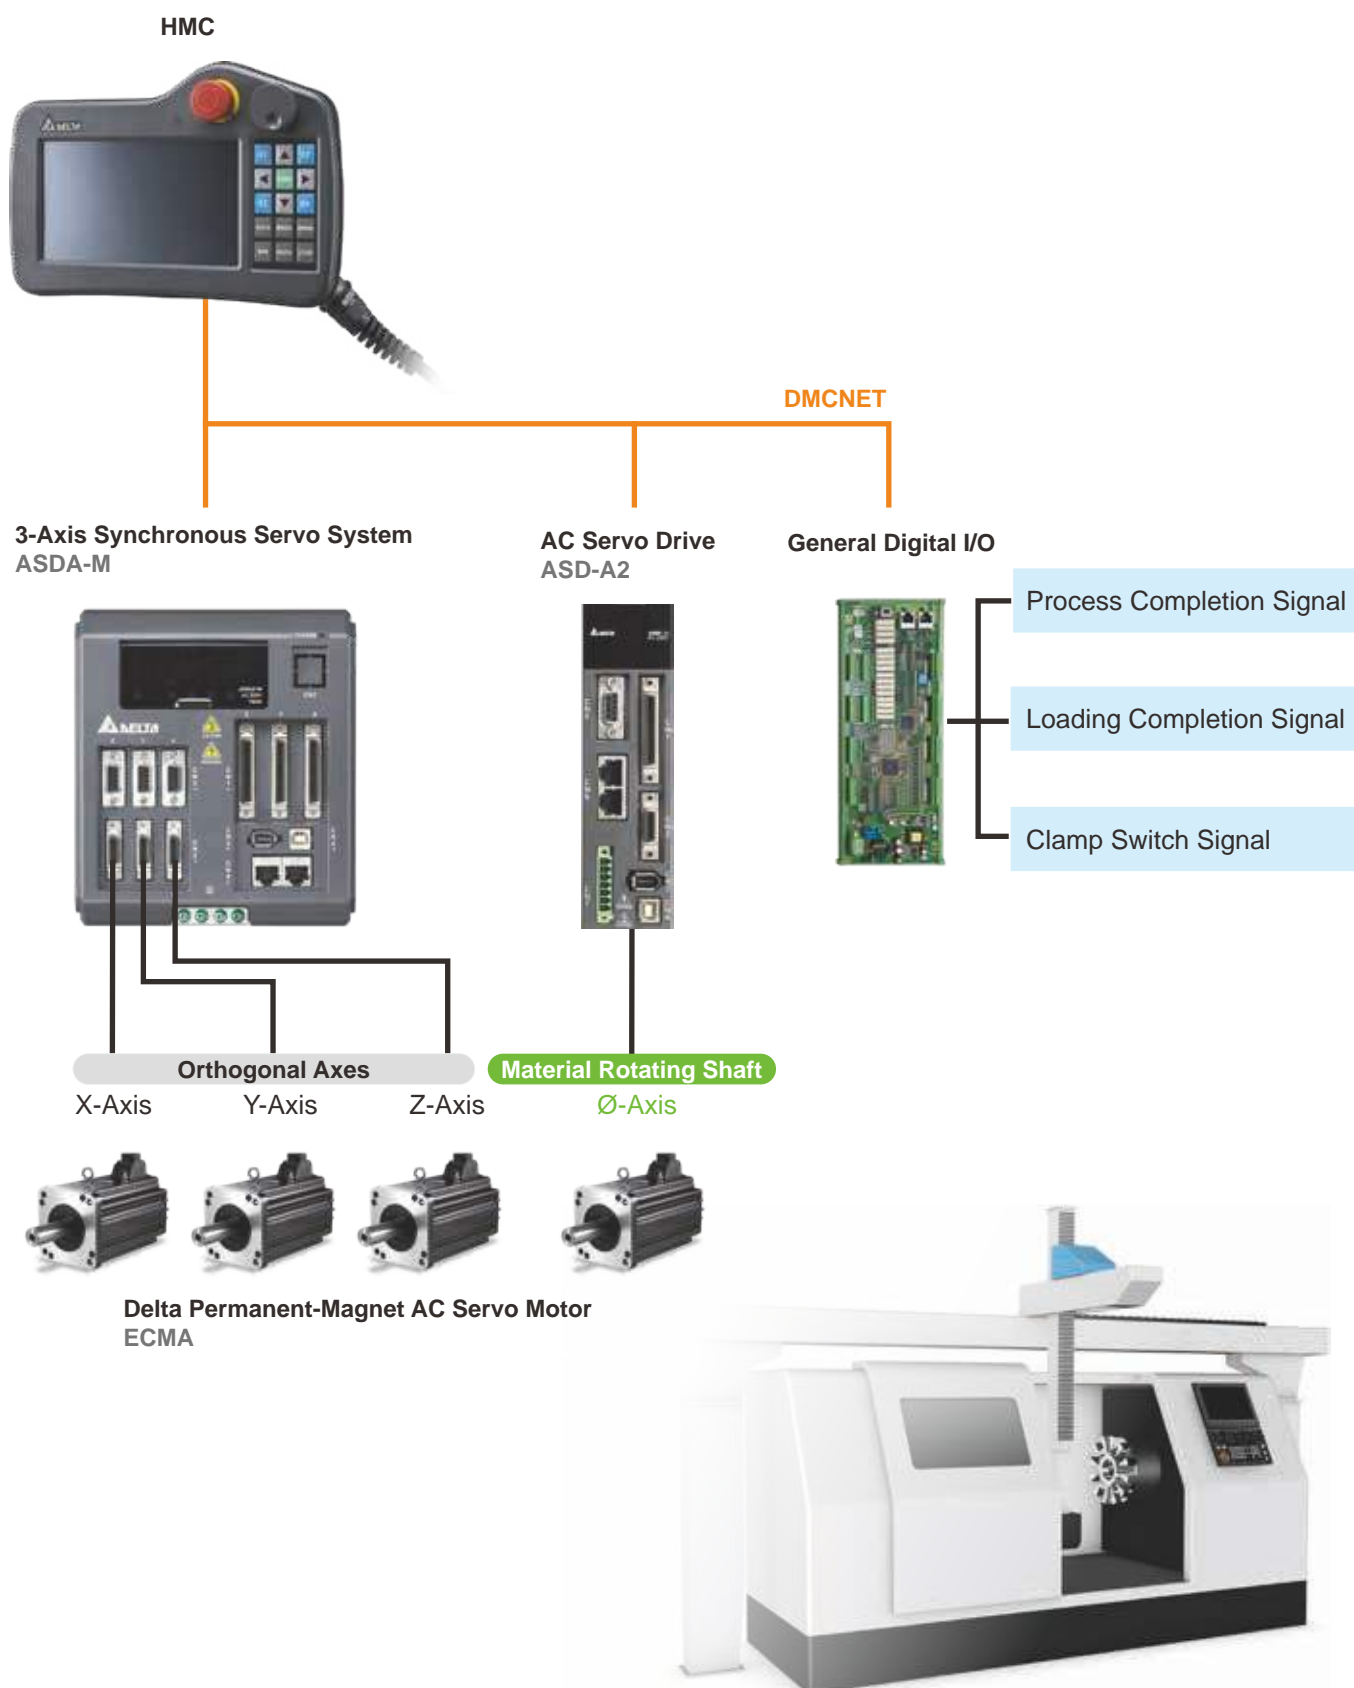 HMC
DELTA
DMCNET
3-Axis Synchronous Servo System
ASDA-M
AC Servo Drive
ASD-A2
General Digital I/O
DELTA
Process Completion Signal
Loading Completion Signal
Clamp Switch Signal
Orthogonal Axes
Material Rotating Shaft
X-Axis
Y-Axis
Z-Axis
Ø-Axis
Delta Permanent-Magnet AC Servo Motor
ECMA